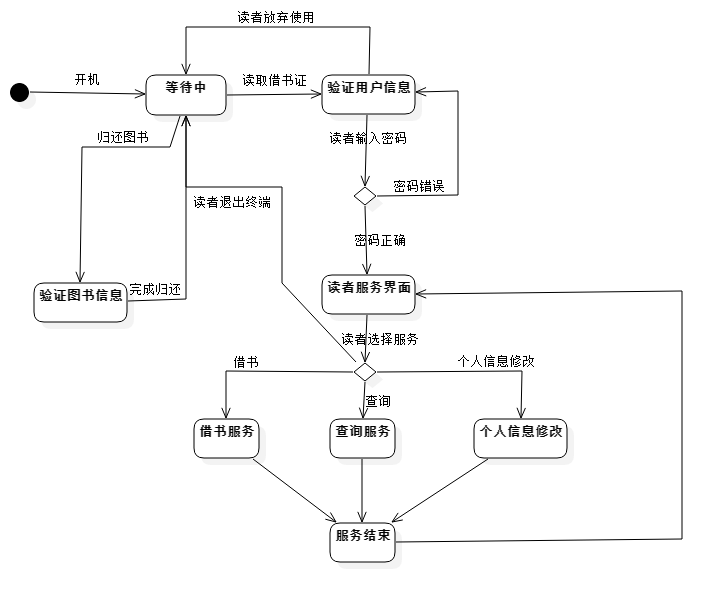 读者放弃使用
开机
等待中
读取借书证
验证用户信息
归还图书
读者输入密码
密码错误
读者退出终端
密码正确
验证图书信息
完成归还
读者服务界面
读者选择服务
借书
个人信息修改
查询
借书服务
查询服务
个人信息修改
服务结束